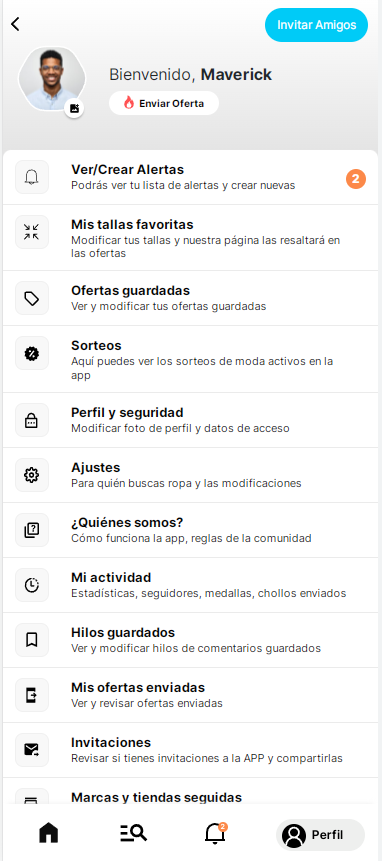 Invitar Amigos
Bienvenido, Maverick
Enviar Oferta
Ver/Crear Alertas
Podrás ver tu lista de alertas y crear nuevas
2
Mis tallas favoritas
Modificar tus tallas y nuestra página las resaltará en
las ofertas
Ofertas guardadas
Ver y modificar tus ofertas guardadas
Sorteos
Aquí puedes ver los sorteos de moda activos en la
app
Perfil y seguridad
Modificar foto de perfil y datos de acceso
Ajustes
Para quién buscas ropa y las modificaciones
¿Quiénes somos?
Cómo funciona la app, reglas de la comunidad
Mi actividad
Estadísticas, seguidores, medallas, chollos enviados
Hilos guardados
Ver y modificar hilos de comentarios guardados
Mis ofertas enviadas
Ver y revisar ofertas enviadas
Invitaciones
Revisar si tienes invitaciones a la APP y compartirlas
Marcas y tiendas seguidas
2
Perfil